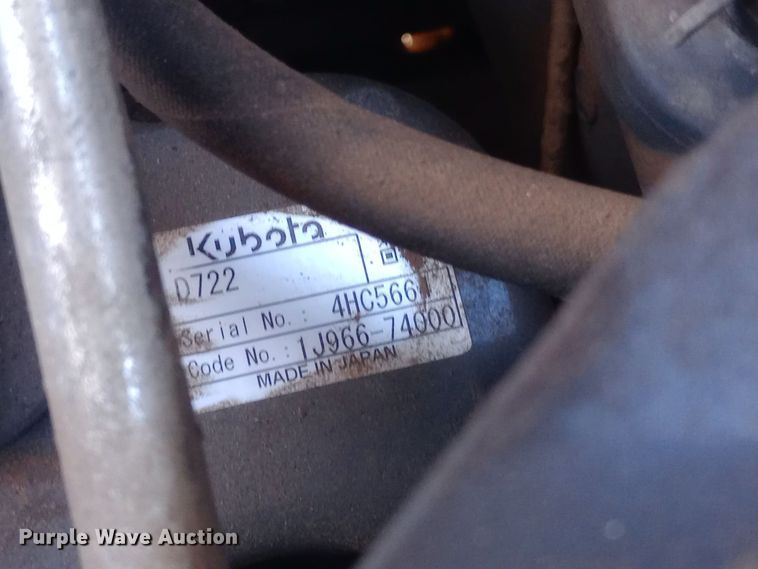 Kubota
D722
Serial No.: 4HC566
Code No.: 1J966-74000
MADE IN JAPAN
Purple Wave Auction